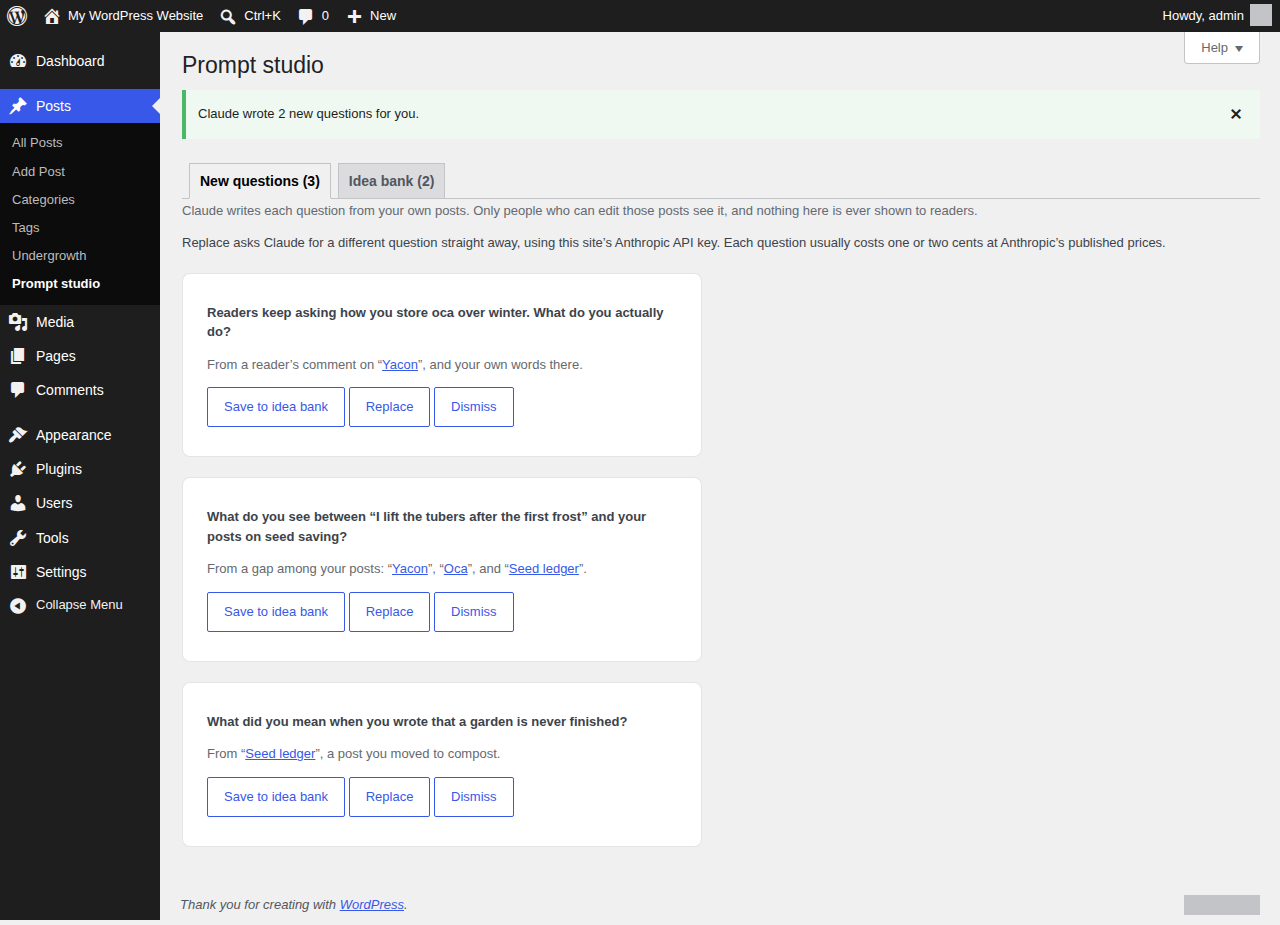 My WordPress Website Ctrl+K 0 New Howdy, admin
Dashboard
Posts
All Posts
Add Post
Categories
Tags
Undergrowth
Prompt studio
Media
Pages
Comments
Appearance
Plugins
Users
Tools
Settings
Collapse Menu
Help
Prompt studio
Claude wrote 2 new questions for you.
New questions (3) Idea bank (2)
Claude writes each question from your own posts. Only people who can edit those posts see it, and nothing here is ever shown to readers.
Replace asks Claude for a different question straight away, using this site’s Anthropic API key. Each question usually costs one or two cents at Anthropic’s published prices.
Readers keep asking how you store oca over winter. What do you actually
do?
From a reader’s comment on “Yacon”, and your own words there.
Save to idea bank Replace Dismiss
What do you see between “I lift the tubers after the first frost” and your
posts on seed saving?
From a gap among your posts: “Yacon”, “Oca”, and “Seed ledger”.
Save to idea bank Replace Dismiss
What did you mean when you wrote that a garden is never finished?
From “Seed ledger”, a post you moved to compost.
Save to idea bank Replace Dismiss
Thank you for creating with WordPress.